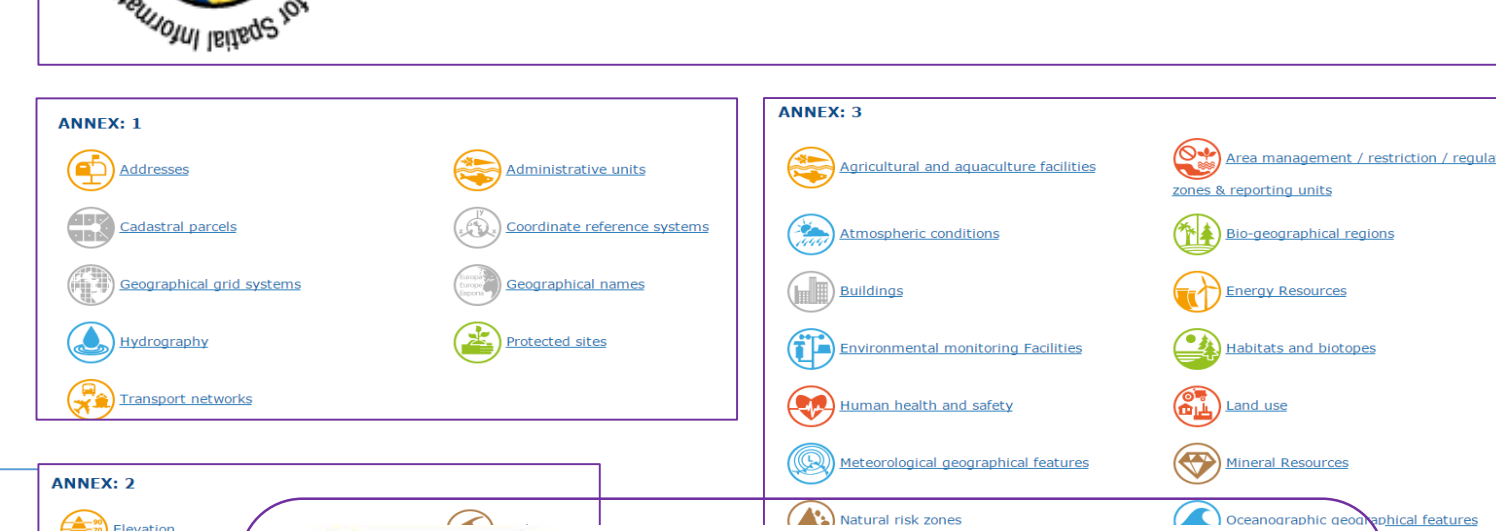 for Spatial Informat
ANNEX: 1
Addresses
Administrative units
Cadastral parcels
Coordinate reference systems
Geographical grid systems
Geographical names
Hydrography
Protected sites
Transport networks
ANNEX: 2
Elevation
ANNEX: 3
Agricultural and aquaculture facilities
Area management / restriction / regula
zones & reporting units
Atmospheric conditions
Bio-geographical regions
Buildings
Energy Resources
Environmental monitoring Facilities
Habitats and biotopes
Human health and safety
Land use
Meteorological geographical features
Mineral Resources
Natural risk zones
Oceanographic geographical features